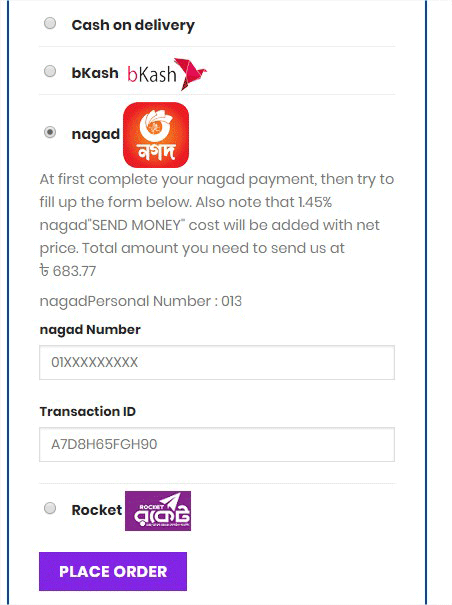 Cash on delivery
bKash bKash
nagad নগদ
At first complete your nagad payment, then try to
fill up the form below. Also note that 1.45%
nagad"SEND MONEY" cost will be added with net
price. Total amount you need to send us at
৳ 683.77
nagadPersonal Number : 013
nagad Number
01XXXXXXXXX
Transaction ID
A7D8H65FGH90
ROCKET
Rocket রকেট
PLACE ORDER